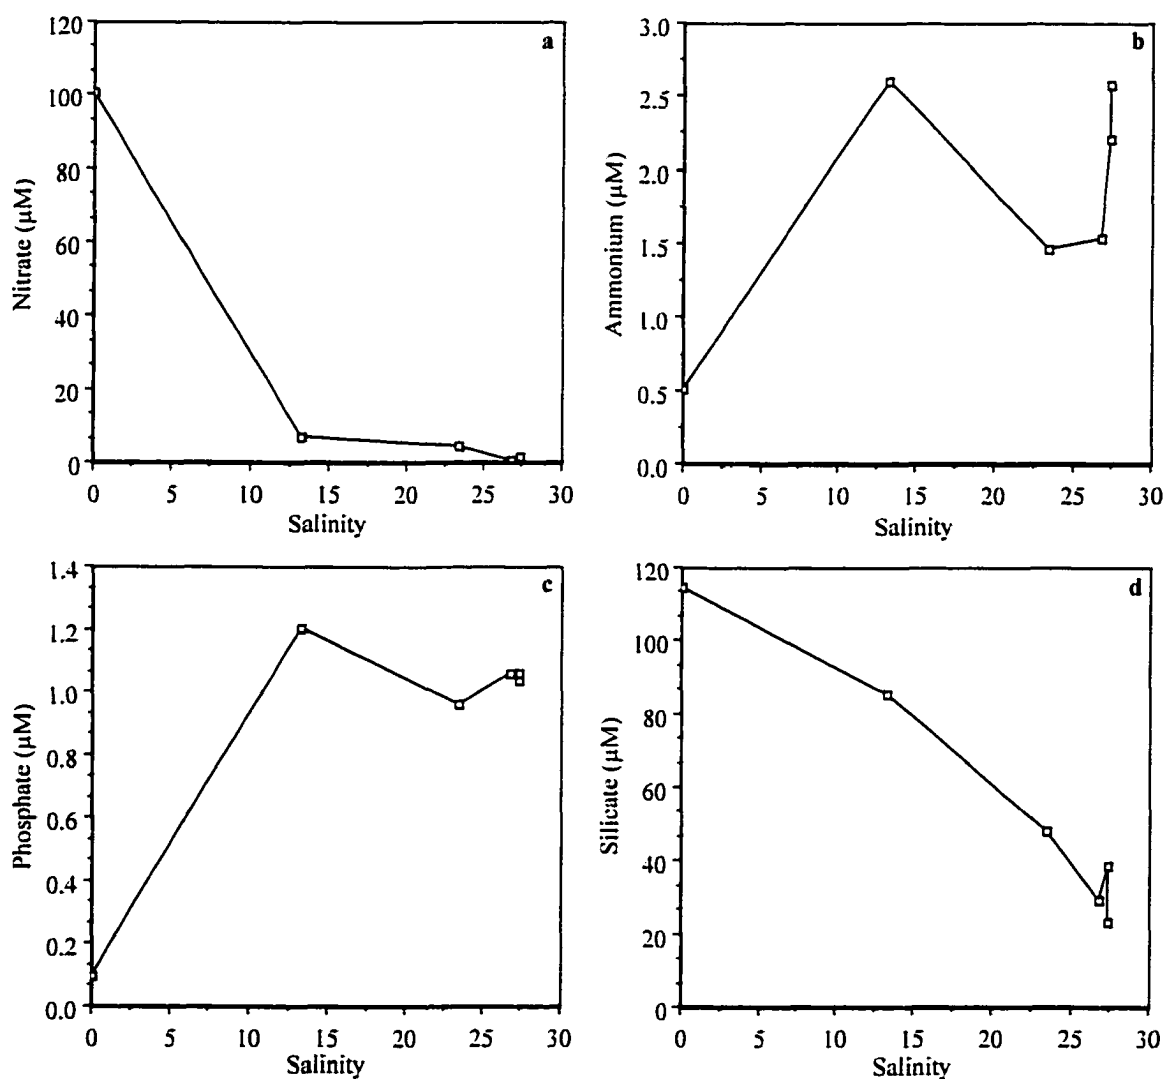 a
120
100
80
60
40
20
0
Nitrate (µM)
0 5 10 15 20 25 30
Salinity
b
3.0
2.5
2.0
1.5
1.0
0.5
0.0
Ammonium (µM)
0 5 10 15 20 25 30
Salinity
c
1.4
1.2
1.0
0.8
0.6
0.4
0.2
0.0
Phosphate (µM)
0 5 10 15 20 25 30
Salinity
d
120
100
80
60
40
20
0
Silicate (µM)
0 5 10 15 20 25 30
Salinity